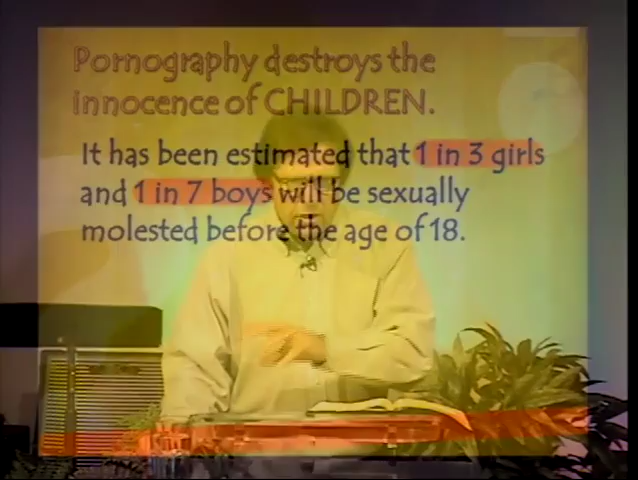 Pornography destroys the
innocence of CHILDREN.
It has been estimated that 1 in 3 girls
and 1 in 7 boys will be sexually
molested before the age of 18.